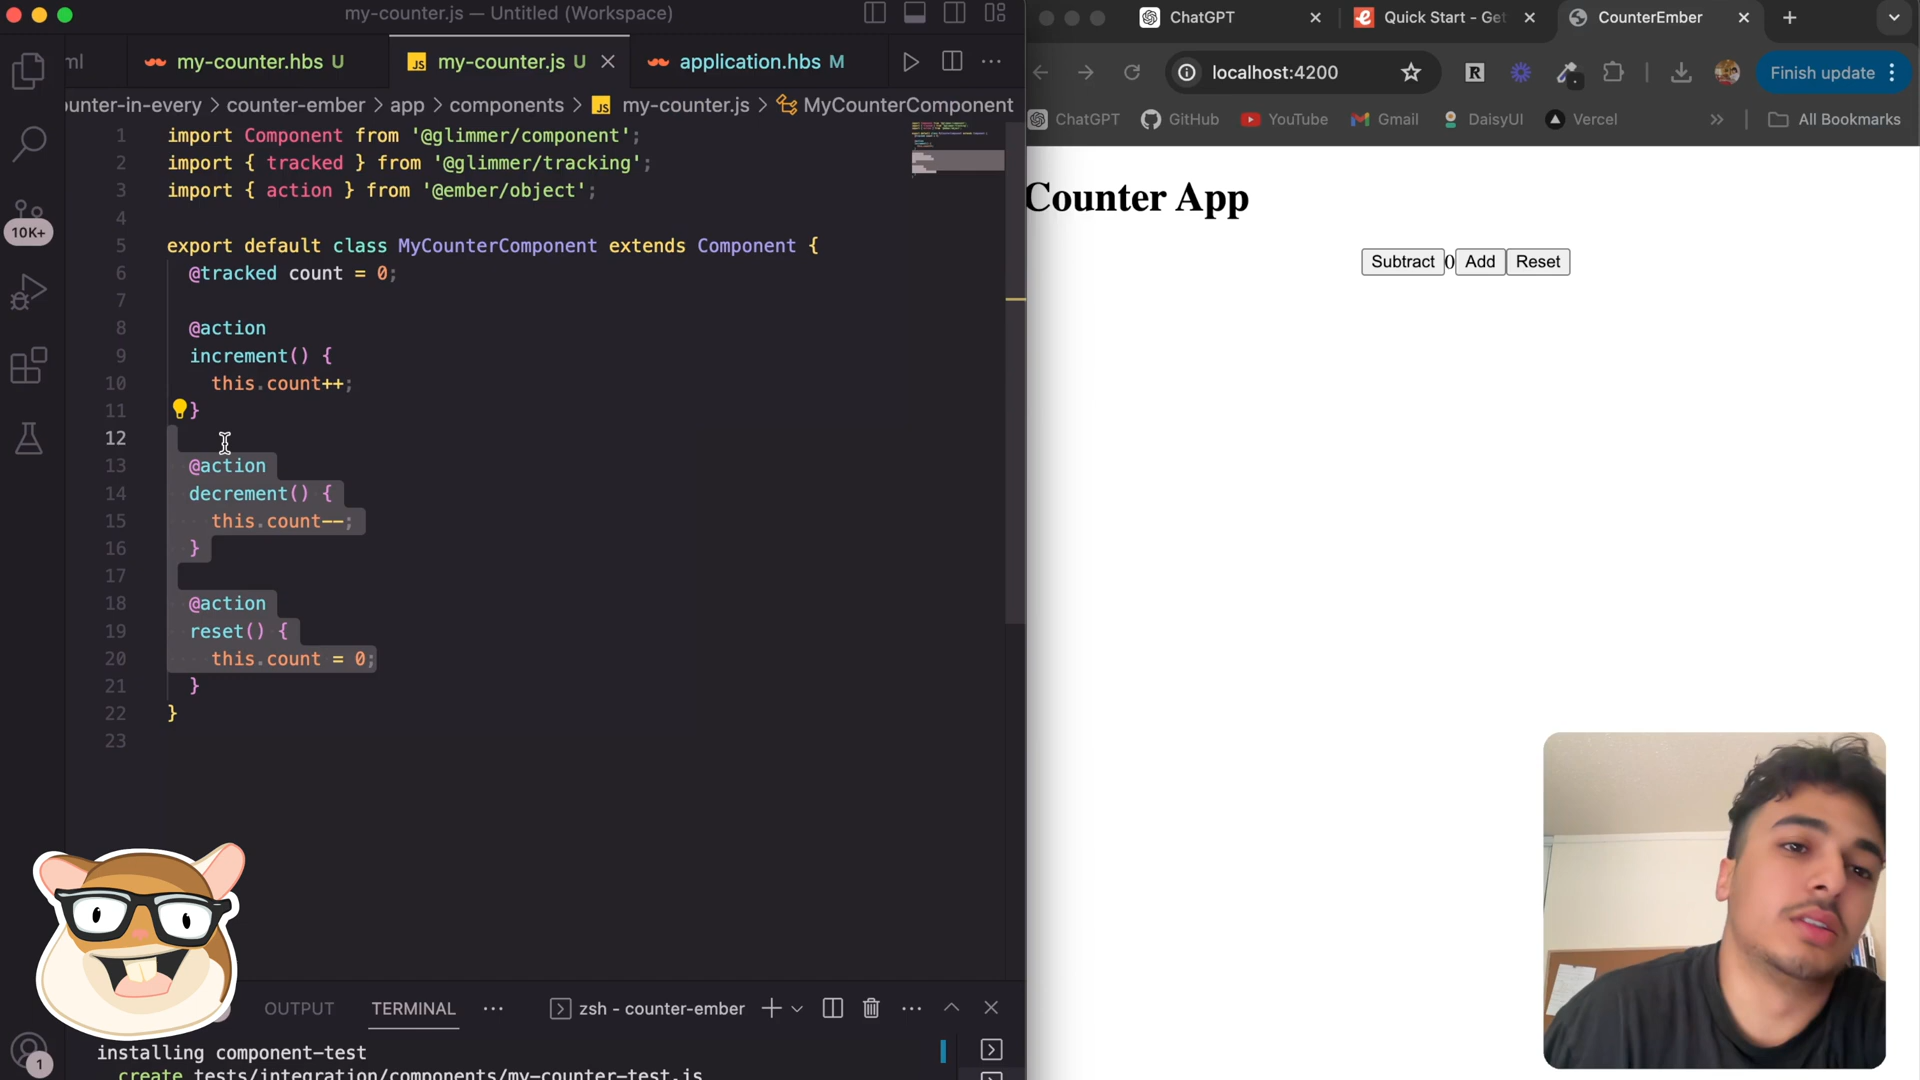 my-counter.js — Untitled (Workspace)
ml
my-counter.hbs U
JS my-counter.js U
application.hbs M
ounter-in-every > counter-ember > app > components > JS my-counter.js > MyCounterComponent
10K+
1 import Component from '@glimmer/component';
2 import { tracked } from '@glimmer/tracking';
3 import { action } from '@ember/object';
4
5 export default class MyCounterComponent extends Component {
6 @tracked count = 0;
7
8 @action
9 increment() {
10 this.count++;
11 }
12
13 @action
14 decrement() {
15 this.count--;
16 }
17
18 @action
19 reset() {
20 this.count = 0;
21 }
22 }
23
OUTPUT
TERMINAL
zsh - counter-ember
1
installing component-test
create tests/integration/components/my-counter-test.js
ChatGPT
Quick Start - Get
CounterEmber
localhost:4200
R
Finish update
ChatGPT
GitHub
YouTube
Gmail
DaisyUI
Vercel
»
All Bookmarks
Counter App
Subtract 0 Add Reset